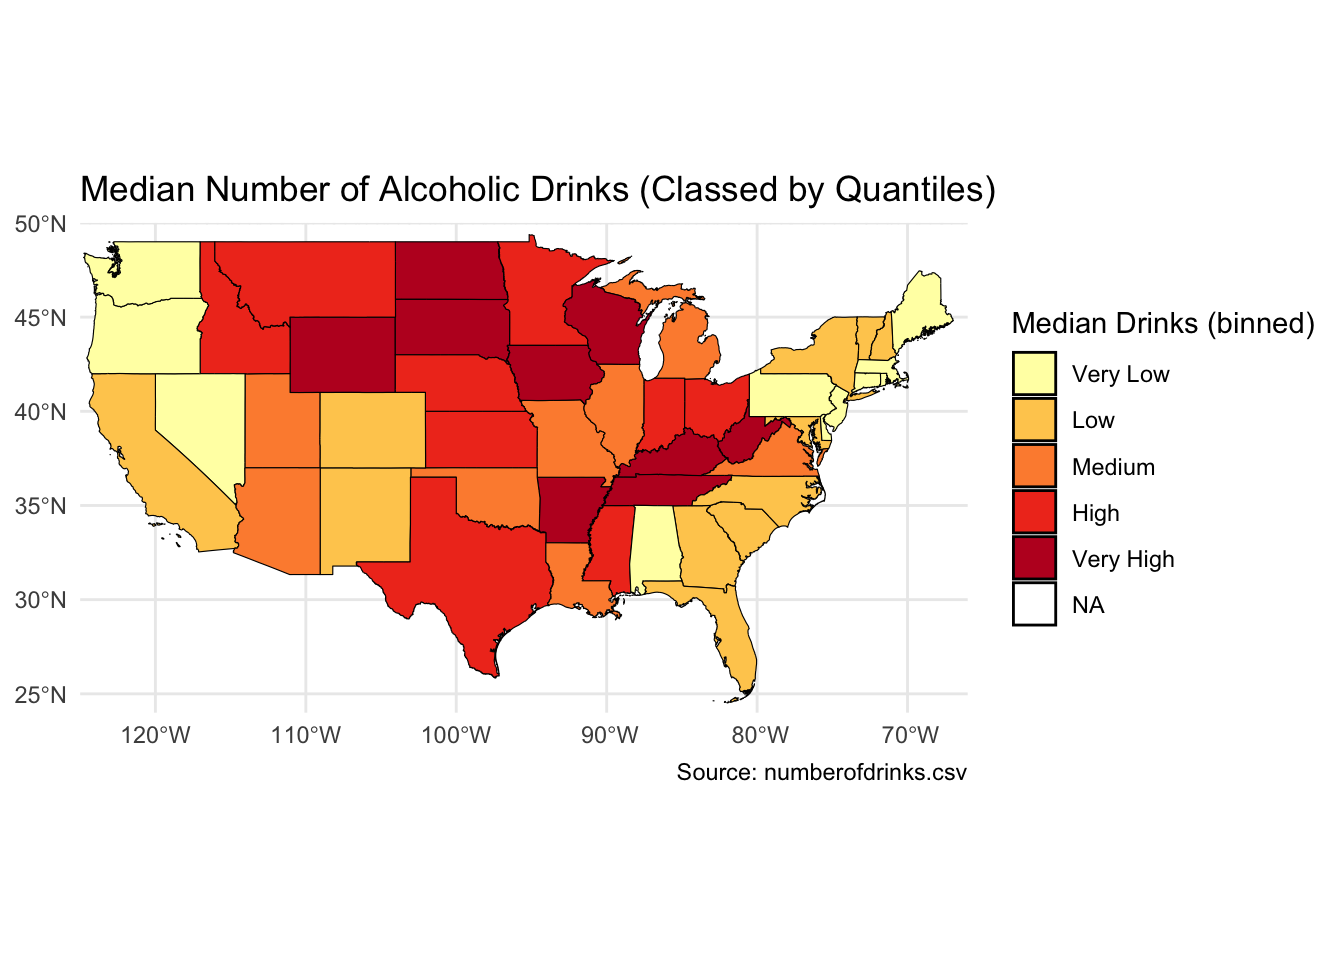 Median Number of Alcoholic Drinks (Classed by Quantiles)
50°N
45°N
40°N
35°N
30°N
25°N
120°W
110°W
100°W
90°W
80°W
70°W
Median Drinks (binned)
Very Low
Low
Medium
High
Very High
NA
Source: numberofdrinks.csv